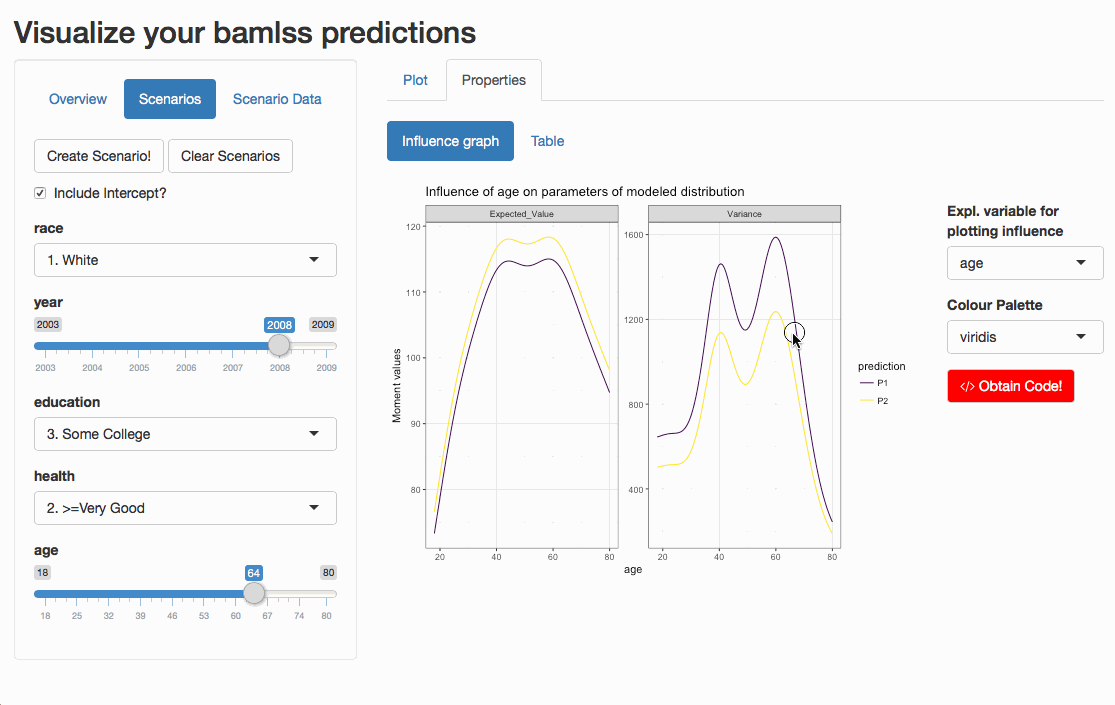 Visualize your bamlss predictions
Overview Scenarios Scenario Data
Create Scenario! Clear Scenarios
Include Intercept?
race
1. White
year
2003 2008 2009
2003 2004 2005 2006 2007 2008 2009
education
3. Some College
health
2. >=Very Good
age
18 64 80
18 25 32 39 46 53 60 67 74 80
Plot Properties
Influence graph Table
Influence of age on parameters of modeled distribution
Expected_Value Variance
Moment values
120
110
100
90
80
1600
1200
800
400
20 40 60 80 20 40 60 80
age
prediction
P1
P2
Expl. variable for
plotting influence
age
Colour Palette
viridis
</> Obtain Code!